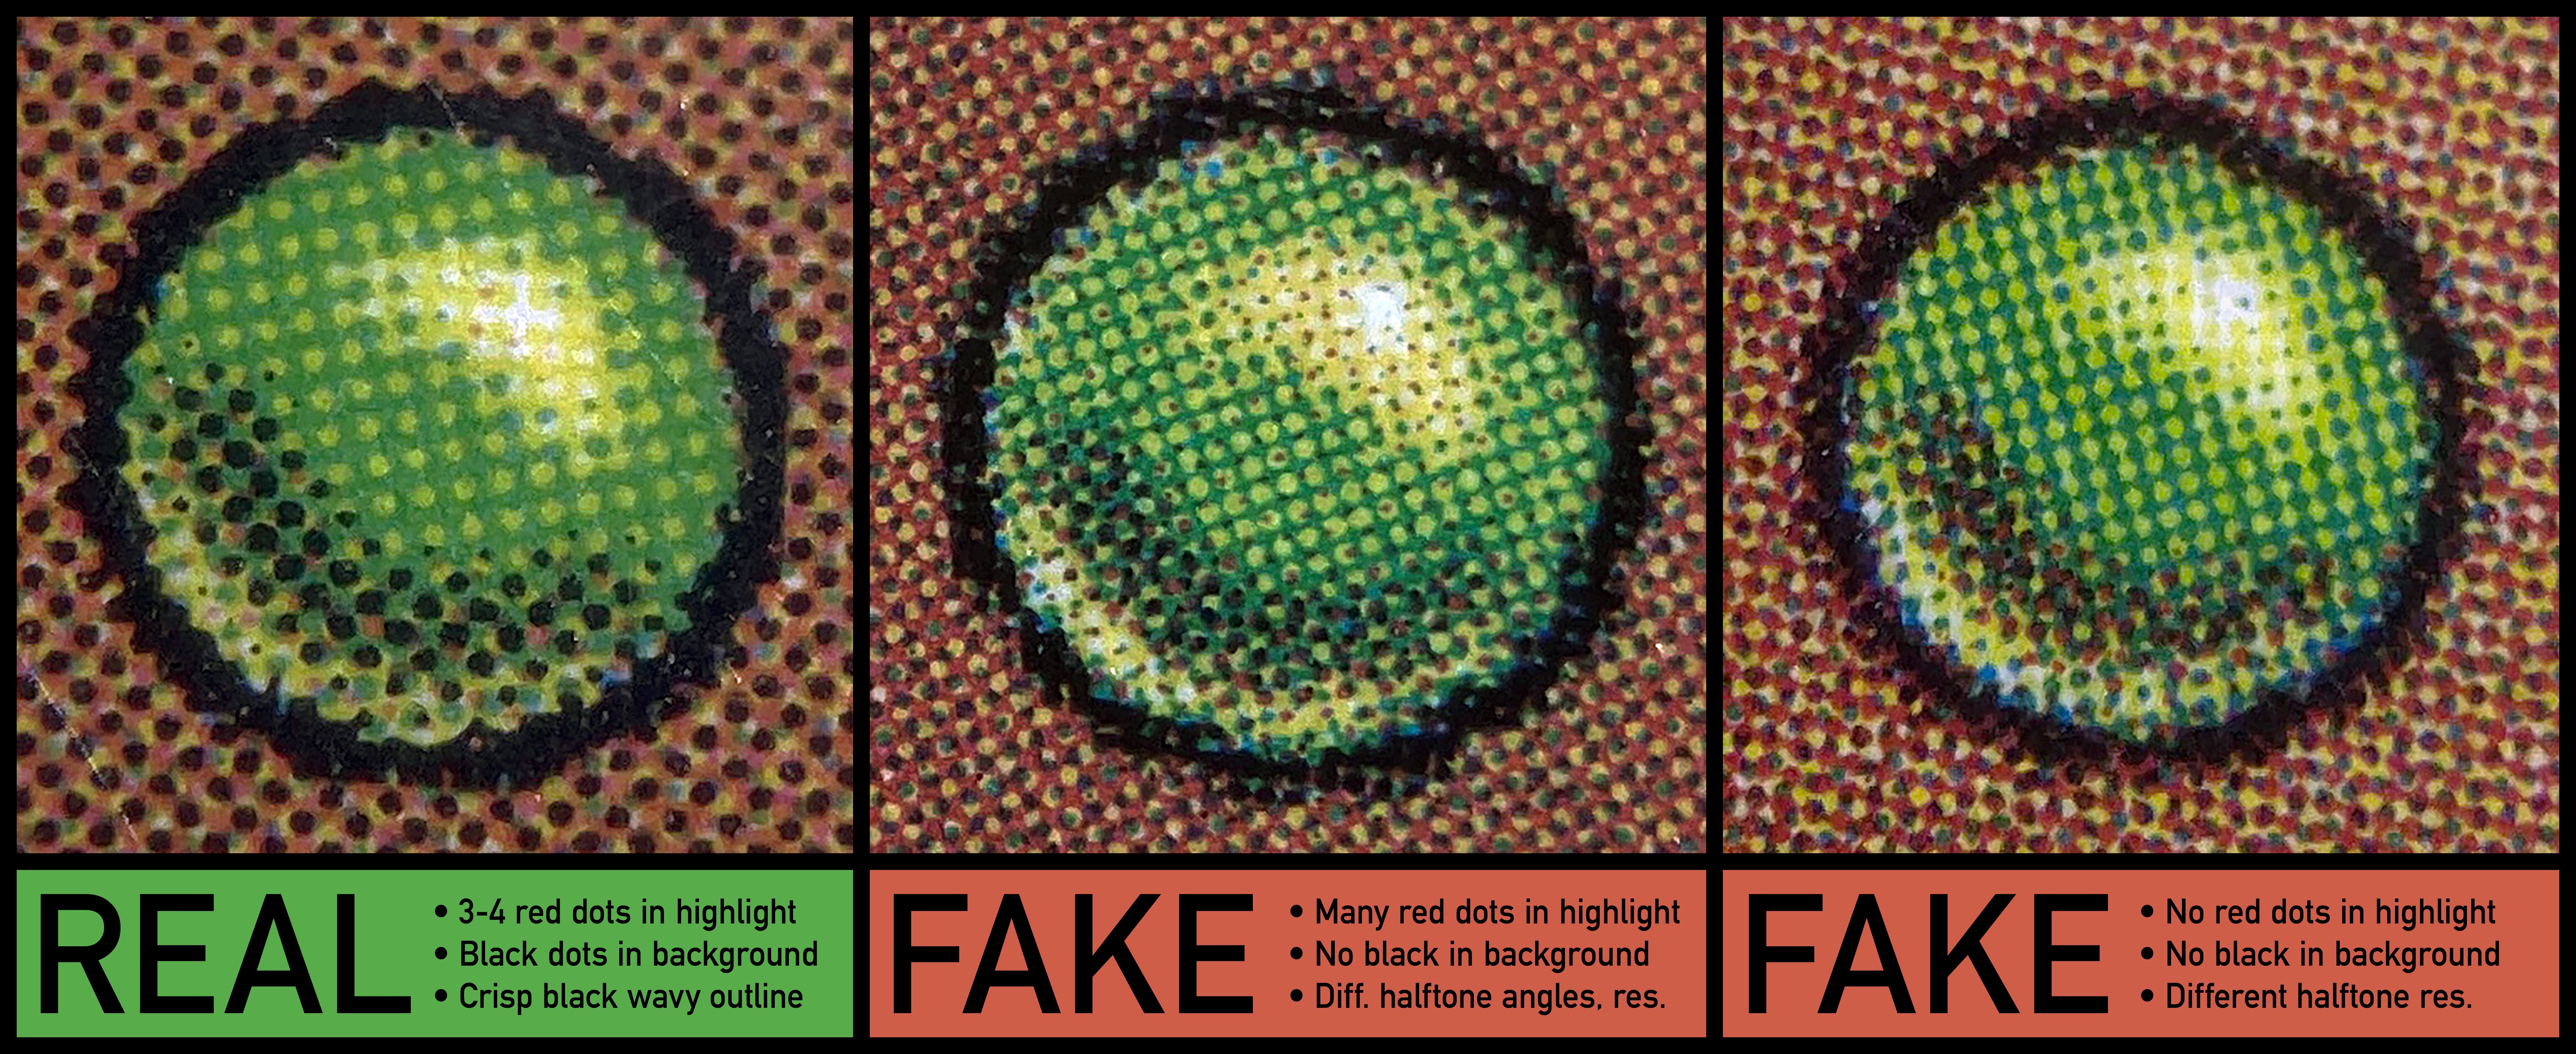 REAL
• 3-4 red dots in highlight
• Black dots in background
• Crisp black wavy outline
FAKE
• Many red dots in highlight
• No black in background
• Diff. halftone angles, res.
FAKE
• No red dots in highlight
• No black in background
• Different halftone res.